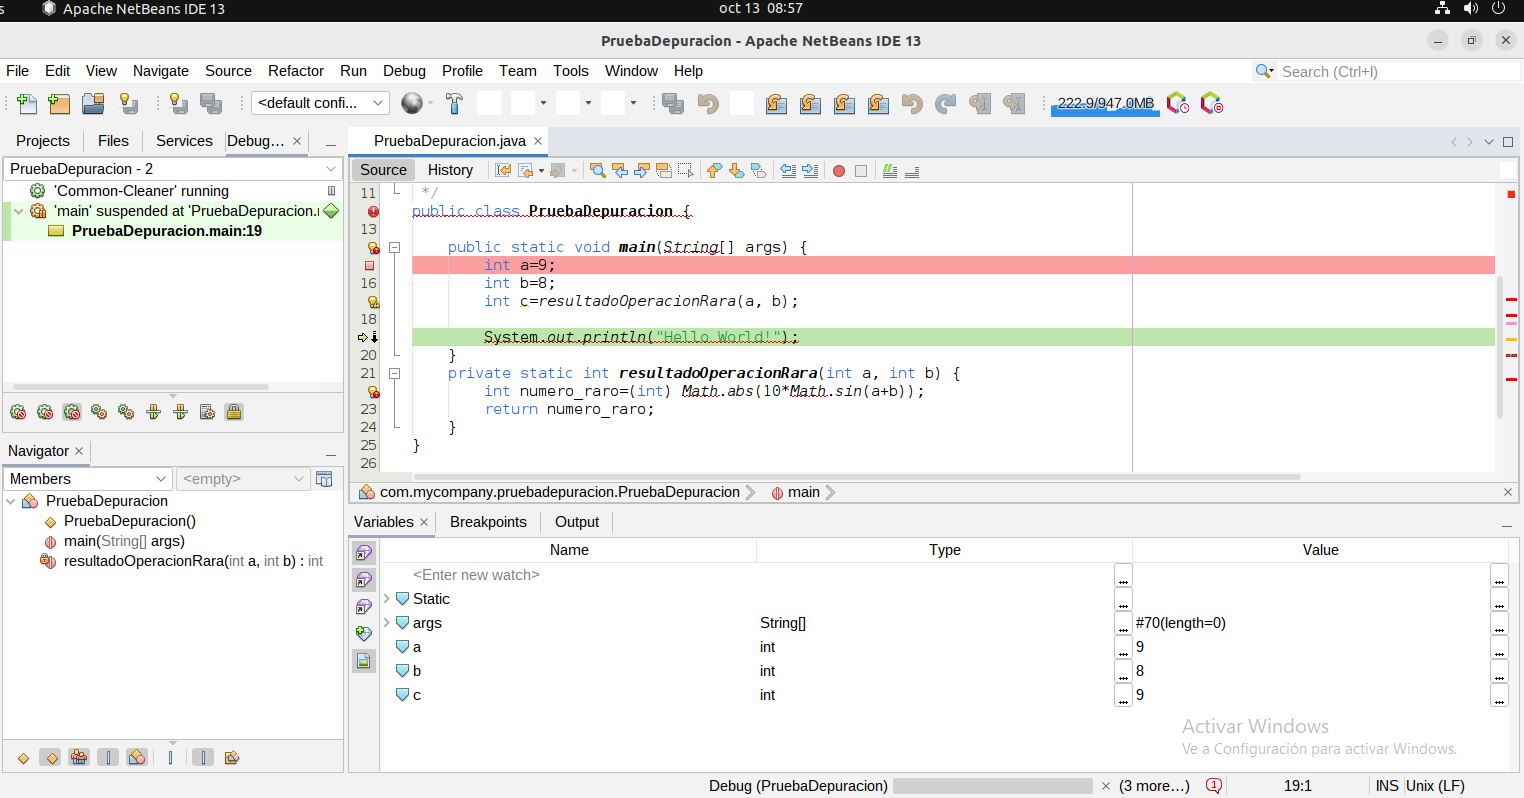 s Apache NetBeans IDE 13 oct 13 08:57
PruebaDepuracion - Apache NetBeans IDE 13
File Edit View Navigate Source Refactor Run Debug Profile Team Tools Window Help Search (Ctrl+I)
<default confi... 222.9/947.0MB
Projects Files Services Debug... × PruebaDepuracion.java ×
PruebaDepuracion - 2 Source History
'Common-Cleaner' running
'main' suspended at 'PruebaDepuracion.
PruebaDepuracion.main:19
11 */
public class PruebaDepuracion {
13
public static void main(String[] args) {
int a=9;
16 int b=8;
int c=resultadoOperacionRara(a, b);
18
System.out.println("Hello World!");
20 }
21 private static int resultadoOperacionRara(int a, int b) {
int numero_raro=(int) Math.abs(10*Math.sin(a+b));
23 return numero_raro;
24 }
25 }
26
com.mycompany.pruebadepuracion.PruebaDepuracion main
Navigator ×
Members <empty>
PruebaDepuracion
PruebaDepuracion()
main(String[] args)
resultadoOperacionRara(int a, int b) : int
Variables × Breakpoints Output
Name Type Value
<Enter new watch>
Static
args String[] #70(length=0)
a int 9
b int 8
c int 9
Activar Windows
Ve a Configuración para activar Windows.
Debug (PruebaDepuracion) × (3 more...) 1 19:1 INS Unix (LF)